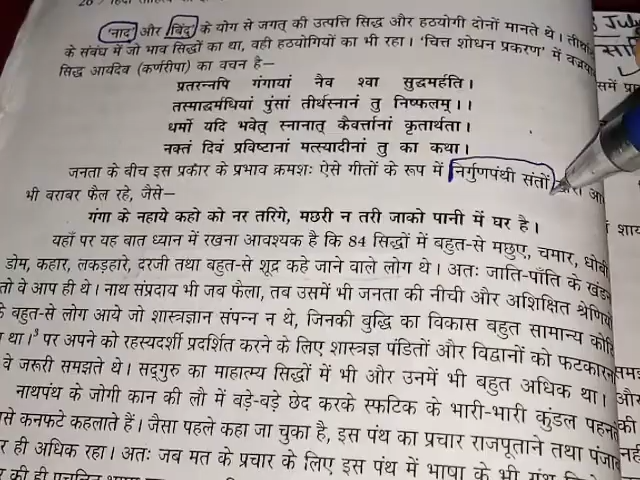 20 / हिन्दी साहित्य का
'नाद' और 'बिंदु' के योग से जगत् की उत्पत्ति सिद्ध और हठयोगी दोनों मानते थे।
के संबंध में जो भाव सिद्धों का था, वही हठयोगियों का भी रहा। 'चित्त शोधन प्रकरण' में
सिद्ध आर्यदेव (कर्णरीपा) का वचन है—
प्रतरन्नपि गंगायां नैव श्वा सुद्धमर्हति।
तस्माद्धर्मधियां पुंसां तीर्थस्नानं तु निष्फलम्।।
धर्मो यदि भवेत् स्नानात् कैवर्त्तानां कृतार्थता।
नक्तं दिवं प्रविष्टानां मत्स्यादीनां तु का कथा।
जनता के बीच इस प्रकार के प्रभाव क्रमशः ऐसे गीतों के रूप में निर्गुणपंथी संतों
भी बराबर फैल रहे, जैसे—
गंगा के नहाये कहो को नर तरिगे, मछरी न तरी जाको पानी में घर है।
यहाँ पर यह बात ध्यान में रखना आवश्यक है कि 84 सिद्धों में बहुत-से मछुए, चमार, धोबी
डोम, कहार, लकड़हारे, दरजी तथा बहुत-से शूद्र कहे जाने वाले लोग थे। अतः जाति-पाँति के खंडन
तो वे आप ही थे। नाथ संप्रदाय भी जब फैला, तब उसमें भी जनता की नीची और अशिक्षित
बहुत-से लोग आये जो शास्त्रज्ञान संपन्न न थे, जिनकी बुद्धि का विकास बहुत सामान्य
था।³ पर अपने को रहस्यदर्शी प्रदर्शित करने के लिए शास्त्रज्ञ पंडितों और विद्वानों को
वे जरूरी समझते थे। सद्गुरु का माहात्म्य सिद्धों में भी और उनमें भी बहुत अधिक था।
नाथपंथ के जोगी कान की लौ में बड़े-बड़े छेद करके स्फटिक के भारी-भारी कुंडल
से कनफटे कहलाते हैं। जैसा पहले कहा जा चुका है, इस पंथ का प्रचार राजपूताने तथा
ही अधिक रहा। अतः जब मत के प्रचार के लिए इस पंथ में भाषा के भी ग्रंथ